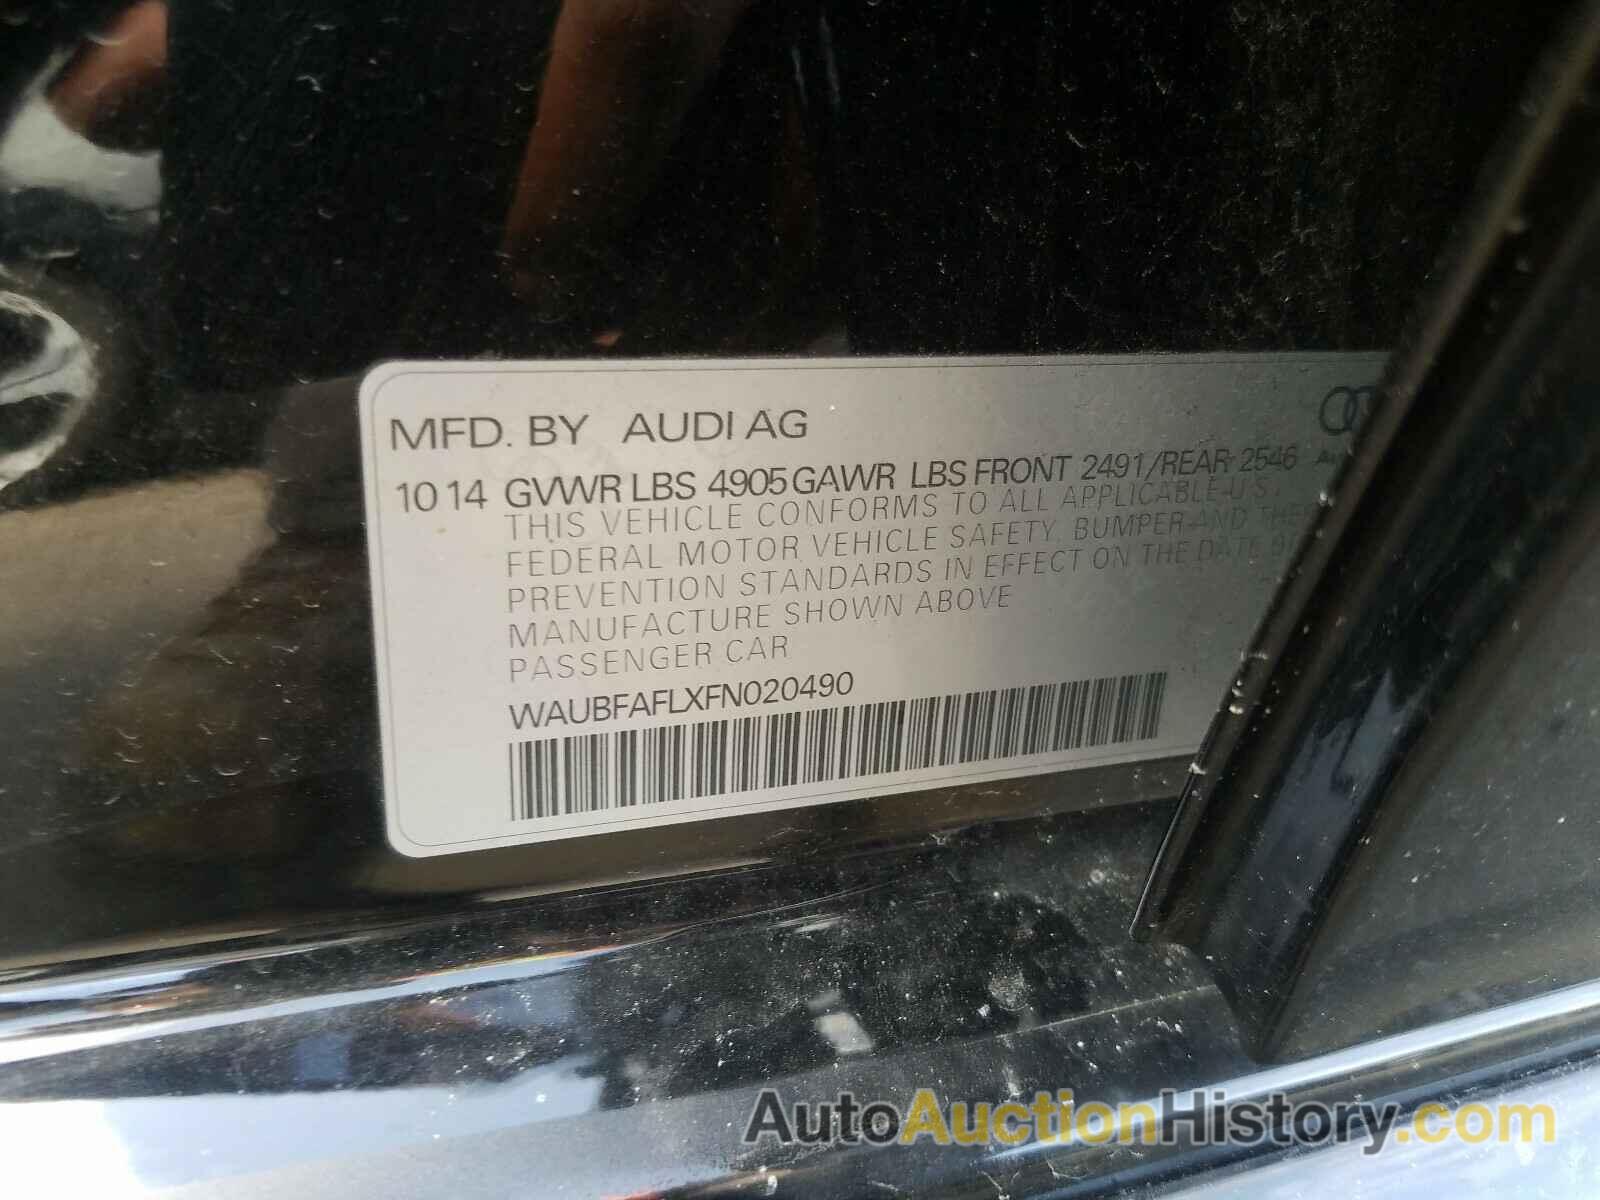 MFD. BY AUDI AG
10 14 GVWR LBS 4905 GAWR LBS FRONT 2491/REAR 2546
THIS VEHICLE CONFORMS TO ALL APPLICABLE U.S.
FEDERAL MOTOR VEHICLE SAFETY, BUMPER AND THE
PREVENTION STANDARDS IN EFFECT ON THE DATE OF
MANUFACTURE SHOWN ABOVE
PASSENGER CAR
WAUBFAFLXFN020490
AutoAuctionHistory.com